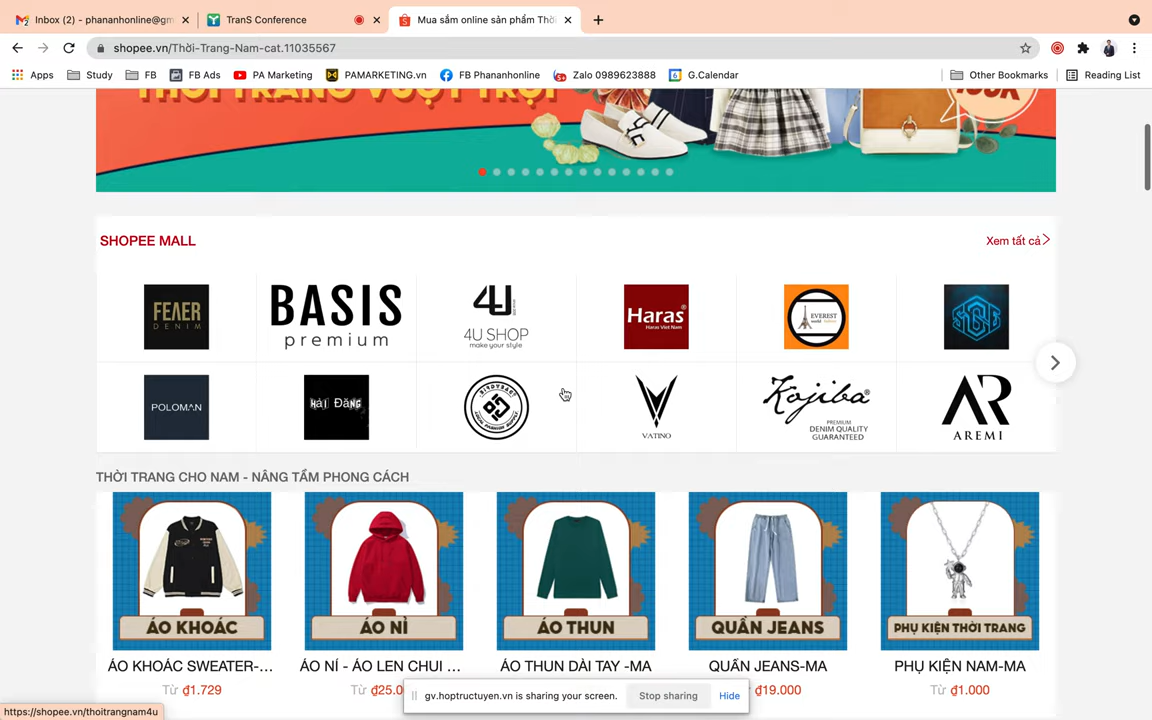 Inbox (2) - phananhonline@gm
TranS Conference
Mua sắm online sản phẩm Thời
shopee.vn/Thời-Trang-Nam-cat.11035567
Apps
Study
FB
FB Ads
PA Marketing
PAMARKETING.vn
FB Phananhonline
Zalo 0989623888
G.Calendar
Other Bookmarks
Reading List
THỜI TRANG VƯỢT TRỘI
SHOPEE MALL
Xem tất cả
FEAER
DENIM
BASIS
premium
4U
4U SHOP
make your style
Haras
Haras Việt Nam
EVEREST
POLOMAN
Hải Đăng
VATINO
Kojiba
PREMIUM
DENIM QUALITY
GUARANTEED
AR
AREMI
THỜI TRANG CHO NAM - NÂNG TẦM PHONG CÁCH
ÁO KHOÁC
ÁO NỈ
ÁO THUN
QUẦN JEANS
PHỤ KIỆN THỜI TRANG
ÁO KHOÁC SWEATER-...
ÁO NỈ - ÁO LEN CHUI ...
ÁO THUN DÀI TAY -MA
QUẦN JEANS-MA
PHỤ KIỆN NAM-MA
Từ ₫1.729
Từ ₫25.0
₫19.000
Từ ₫1.000
gv.hoptructuyen.vn is sharing your screen.
Stop sharing
Hide
https://shopee.vn/thoitrangnam4u